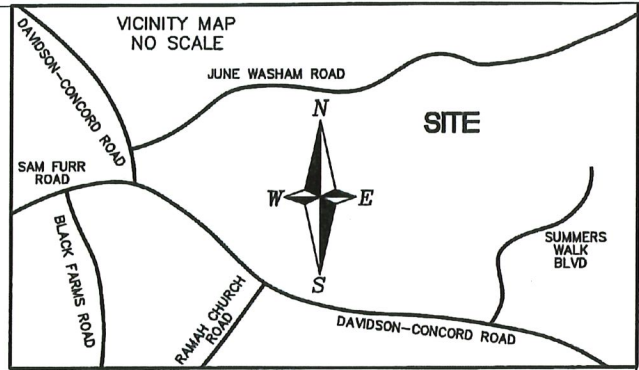 VICINITY MAP
NO SCALE
DAVIDSON-CONCORD ROAD
JUNE WASHAM ROAD
N
SITE
SAM FURR
ROAD
W
E
BLACK FARMS ROAD
SUMMERS
WALK
BLVD
S
RAMAH CHURCH
ROAD
DAVIDSON-CONCORD ROAD